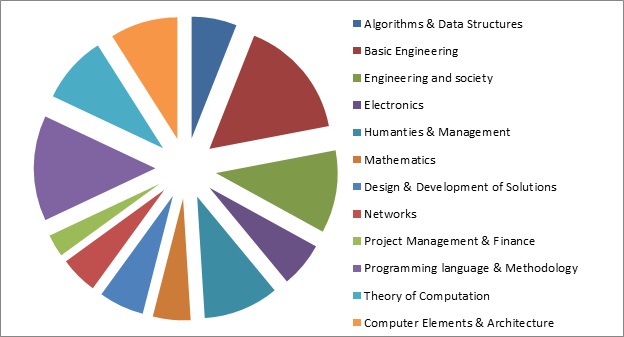 Algorithms & Data Structures
Basic Engineering
Engineering and society
Electronics
Humanties & Management
Mathematics
Design & Development of Solutions
Networks
Project Management & Finance
Programming language & Methodology
Theory of Computation
Computer Elements & Architecture